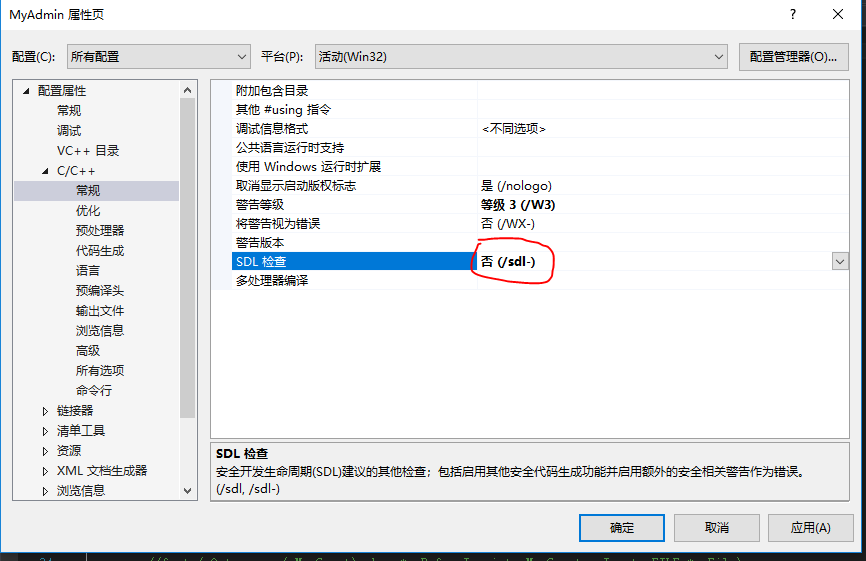 MyAdmin 属性页
配置(C): 所有配置 平台(P): 活动(Win32) 配置管理器(O)...
配置属性
常规
调试
VC++ 目录
C/C++
常规
优化
预处理器
代码生成
语言
预编译头
输出文件
浏览信息
高级
所有选项
命令行
链接器
清单工具
资源
XML 文档生成器
浏览信息
附加包含目录
其他 #using 指令
调试信息格式 <不同选项>
公共语言运行时支持
使用 Windows 运行时扩展
取消显示启动版权标志 是 (/nologo)
警告等级 等级 3 (/W3)
将警告视为错误 否 (/WX-)
警告版本
SDL 检查 否 (/sdl-)
多处理器编译
SDL 检查
安全开发生命周期(SDL)建议的其他检查；包括启用其他安全代码生成功能并启用额外的安全相关警告作为错误。
(/sdl, /sdl-)
确定 取消 应用(A)